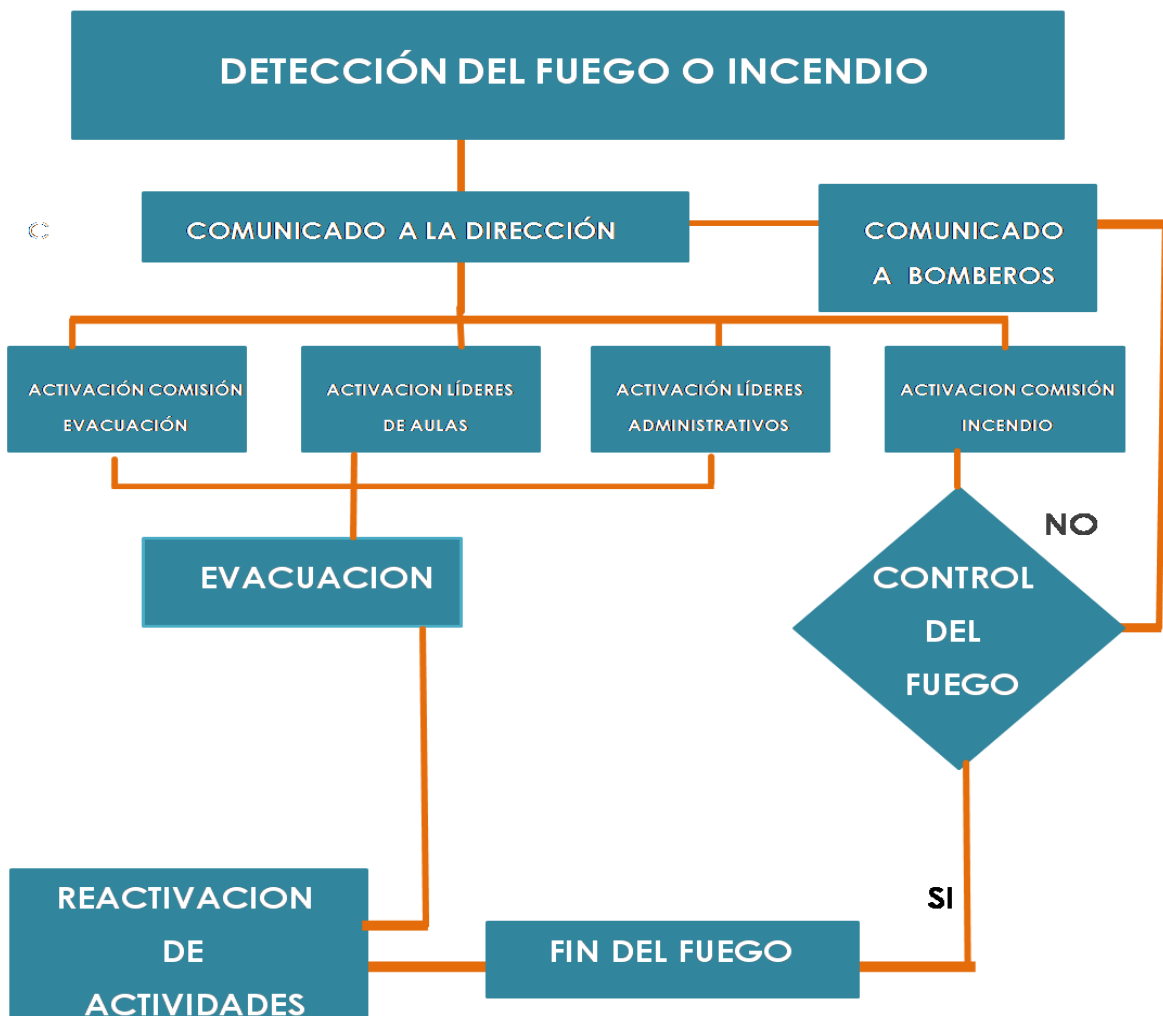 DETECCIÓN DEL FUEGO O INCENDIO
C
COMUNICADO A LA DIRECCIÓN
COMUNICADO
A BOMBEROS
ACTIVACIÓN COMISIÓN
EVACUACIÓN
ACTIVACION LÍDERES
DE AULAS
ACTIVACIÓN LÍDERES
ADMINISTRATIVOS
ACTIVACION COMISIÓN
INCENDIO
NO
EVACUACION
CONTROL
DEL
FUEGO
SI
REACTIVACION
DE
ACTIVIDADES
FIN DEL FUEGO